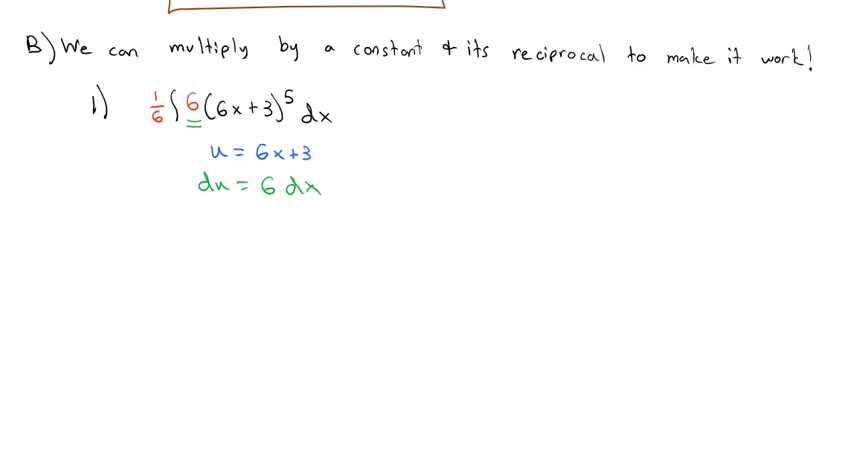 B) We can multiply by a constant & its reciprocal to make it work!
1) 1/6 ∫ 6 (6x + 3)^5 dx
u = 6x + 3
du = 6 dx